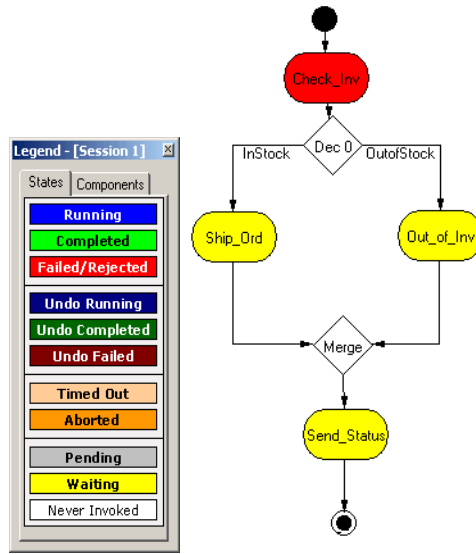 Check_Inv
Dec 0
InStock
OutofStock
Ship_Ord
Out_of_Inv
Merge
Send_Status
Legend - [Session 1]
States
Components
Running
Completed
Failed/Rejected
Undo Running
Undo Completed
Undo Failed
Timed Out
Aborted
Pending
Waiting
Never Invoked